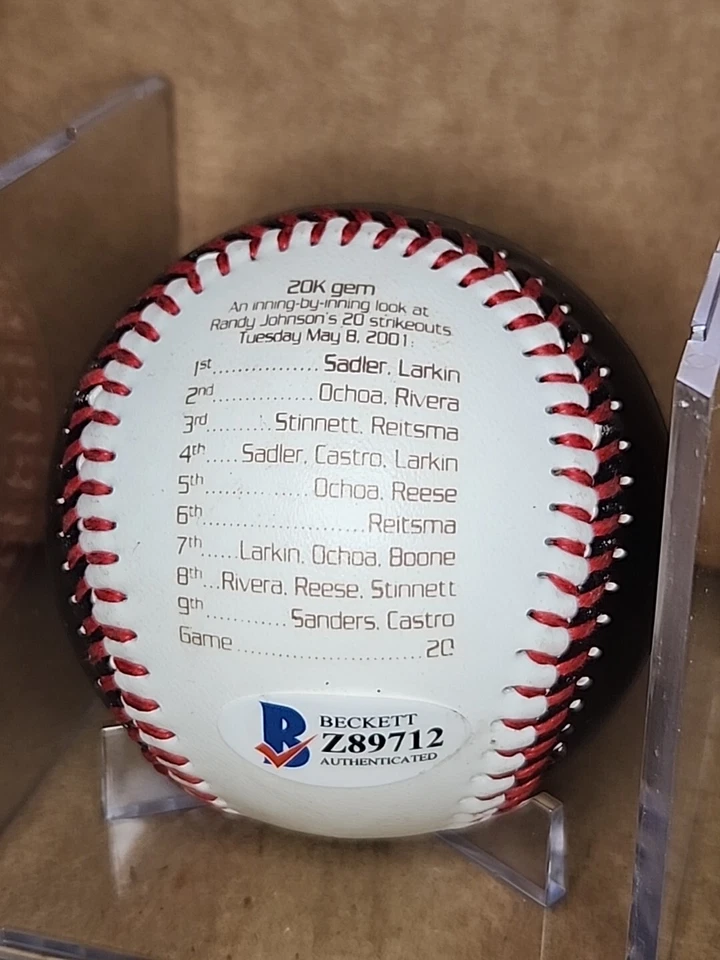 20K gem
An inning-by-inning look at
Randy Johnson's 20 strikeouts
Tuesday May 8, 2001:
1st................ Sadler, Larkin
2nd.............. Ochoa, Rivera
3rd.......... Stinnett, Reitsma
4th..... Sadler, Castro, Larkin
5th.............. Ochoa, Reese
6th.......................Reitsma
7th...... Larkin, Ochoa, Boone
8th...Rivera, Reese, Stinnett
9th............ Sanders, Castro
Game............................20
BECKETT
Z89712
AUTHENTICATED